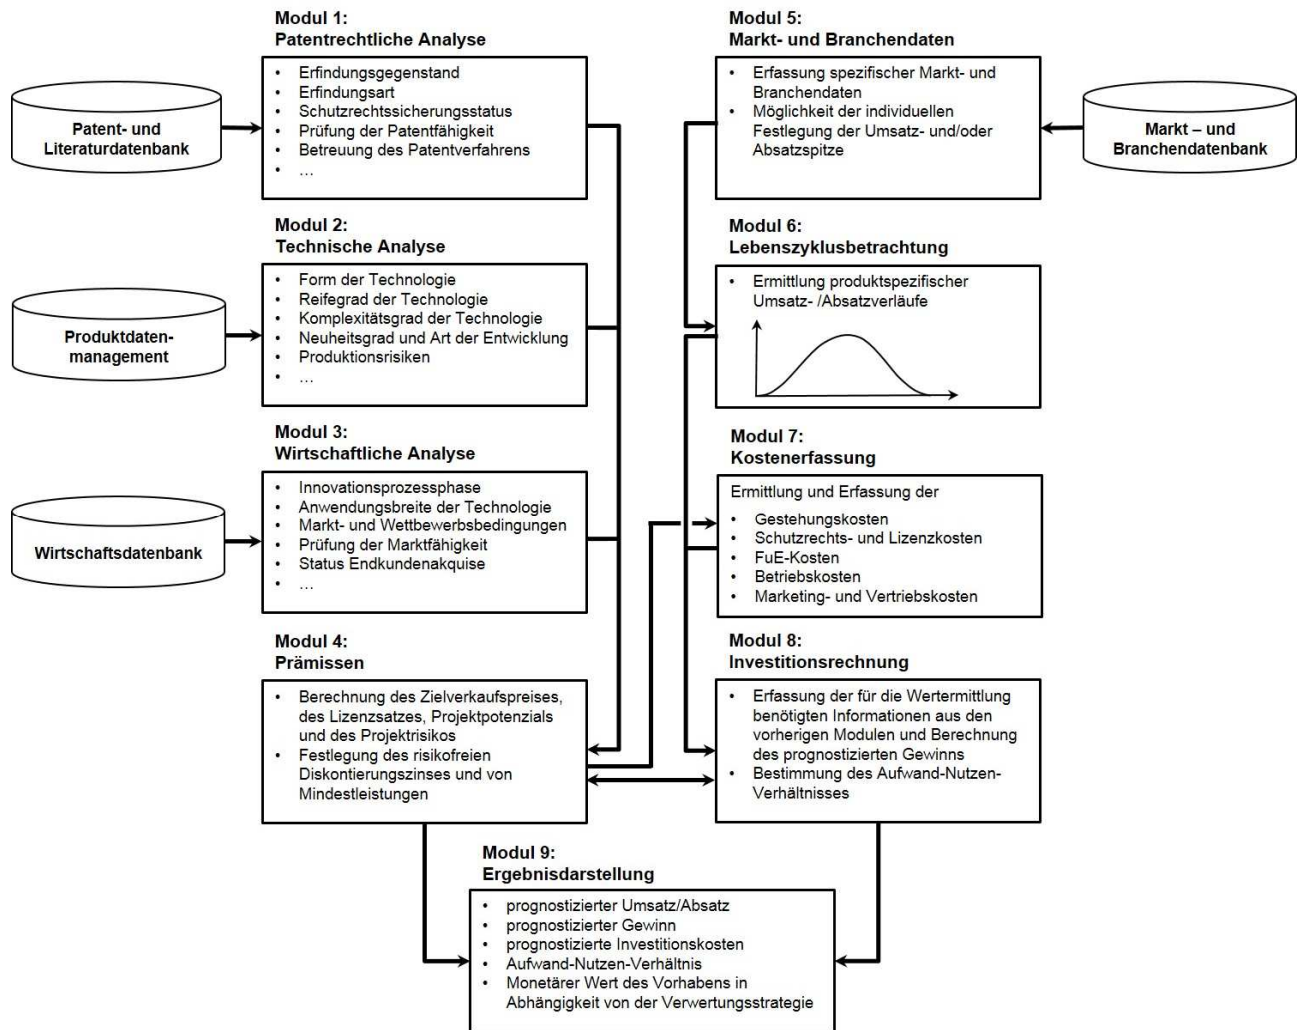 Modul 1:
Patentrechtliche Analyse
• Erfindungsgegenstand
• Erfindungsart
• Schutzrechtssicherungsstatus
• Prüfung der Patentfähigkeit
• Betreuung des Patentverfahrens
• …
Patent- und
Literaturdatenbank
Modul 2:
Technische Analyse
• Form der Technologie
• Reifegrad der Technologie
• Komplexitätsgrad der Technologie
• Neuheitsgrad und Art der Entwicklung
• Produktionsrisiken
• …
Produktdaten-
management
Modul 3:
Wirtschaftliche Analyse
• Innovationsprozessphase
• Anwendungsbreite der Technologie
• Markt- und Wettbewerbsbedingungen
• Prüfung der Marktfähigkeit
• Status Endkundenakquise
• …
Wirtschaftsdatenbank
Modul 4:
Prämissen
• Berechnung des Zielverkaufspreises,
des Lizenzsatzes, Projektpotenzials
und des Projektrisikos
• Festlegung des risikofreien
Diskontierungszinses und von
Mindestleistungen
Modul 5:
Markt- und Branchendaten
• Erfassung spezifischer Markt- und
Branchendaten
• Möglichkeit der individuellen
Festlegung der Umsatz- und/oder
Absatzspitze
Markt – und
Branchendatenbank
Modul 6:
Lebenszyklusbetrachtung
• Ermittlung produktspezifischer
Umsatz- /Absatzverläufe
Modul 7:
Kostenerfassung
Ermittlung und Erfassung der
• Gestehungskosten
• Schutzrechts- und Lizenzkosten
• FuE-Kosten
• Betriebskosten
• Marketing- und Vertriebskosten
Modul 8:
Investitionsrechnung
• Erfassung der für die Wertermittlung
benötigten Informationen aus den
vorherigen Modulen und Berechnung
des prognostizierten Gewinns
• Bestimmung des Aufwand-Nutzen-
Verhältnisses
Modul 9:
Ergebnisdarstellung
• prognostizierter Umsatz/Absatz
• prognostizierter Gewinn
• prognostizierte Investitionskosten
• Aufwand-Nutzen-Verhältnis
• Monetärer Wert des Vorhabens in
Abhängigkeit von der Verwertungsstrategie